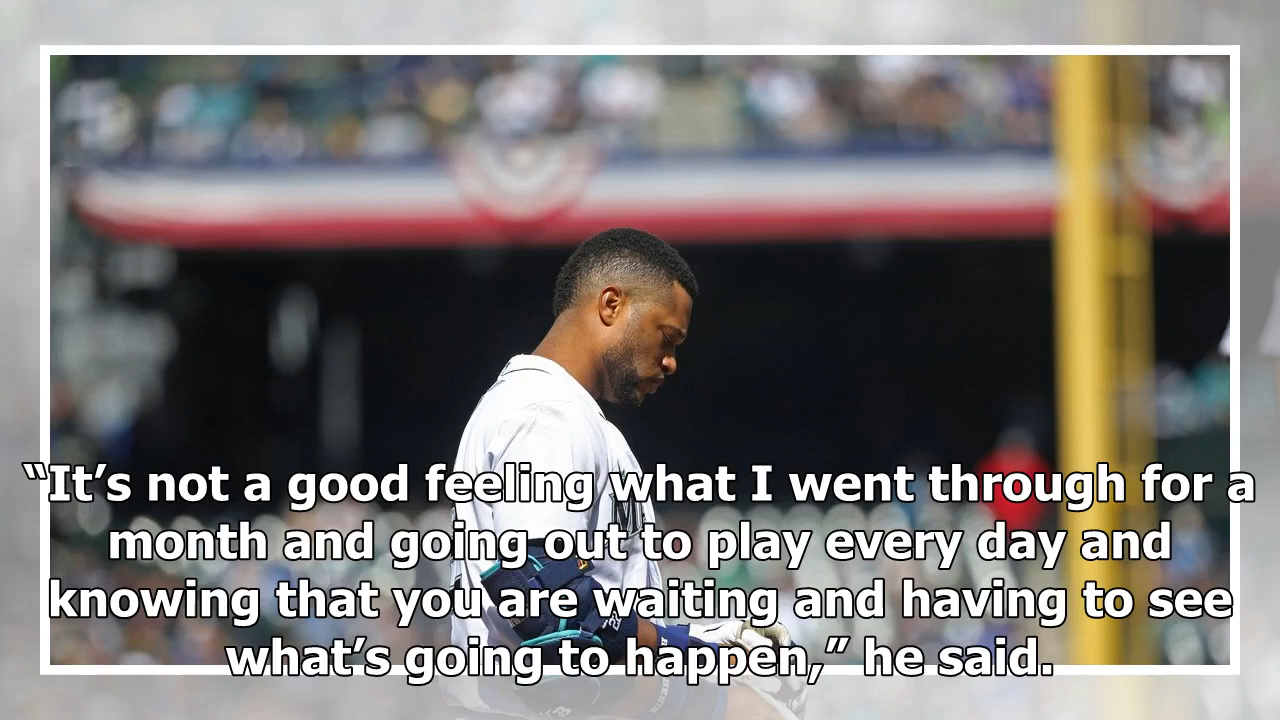 “It’s not a good feeling what I went through for a
month and going out to play every day and
knowing that you are waiting and having to see
what’s going to happen,” he said.